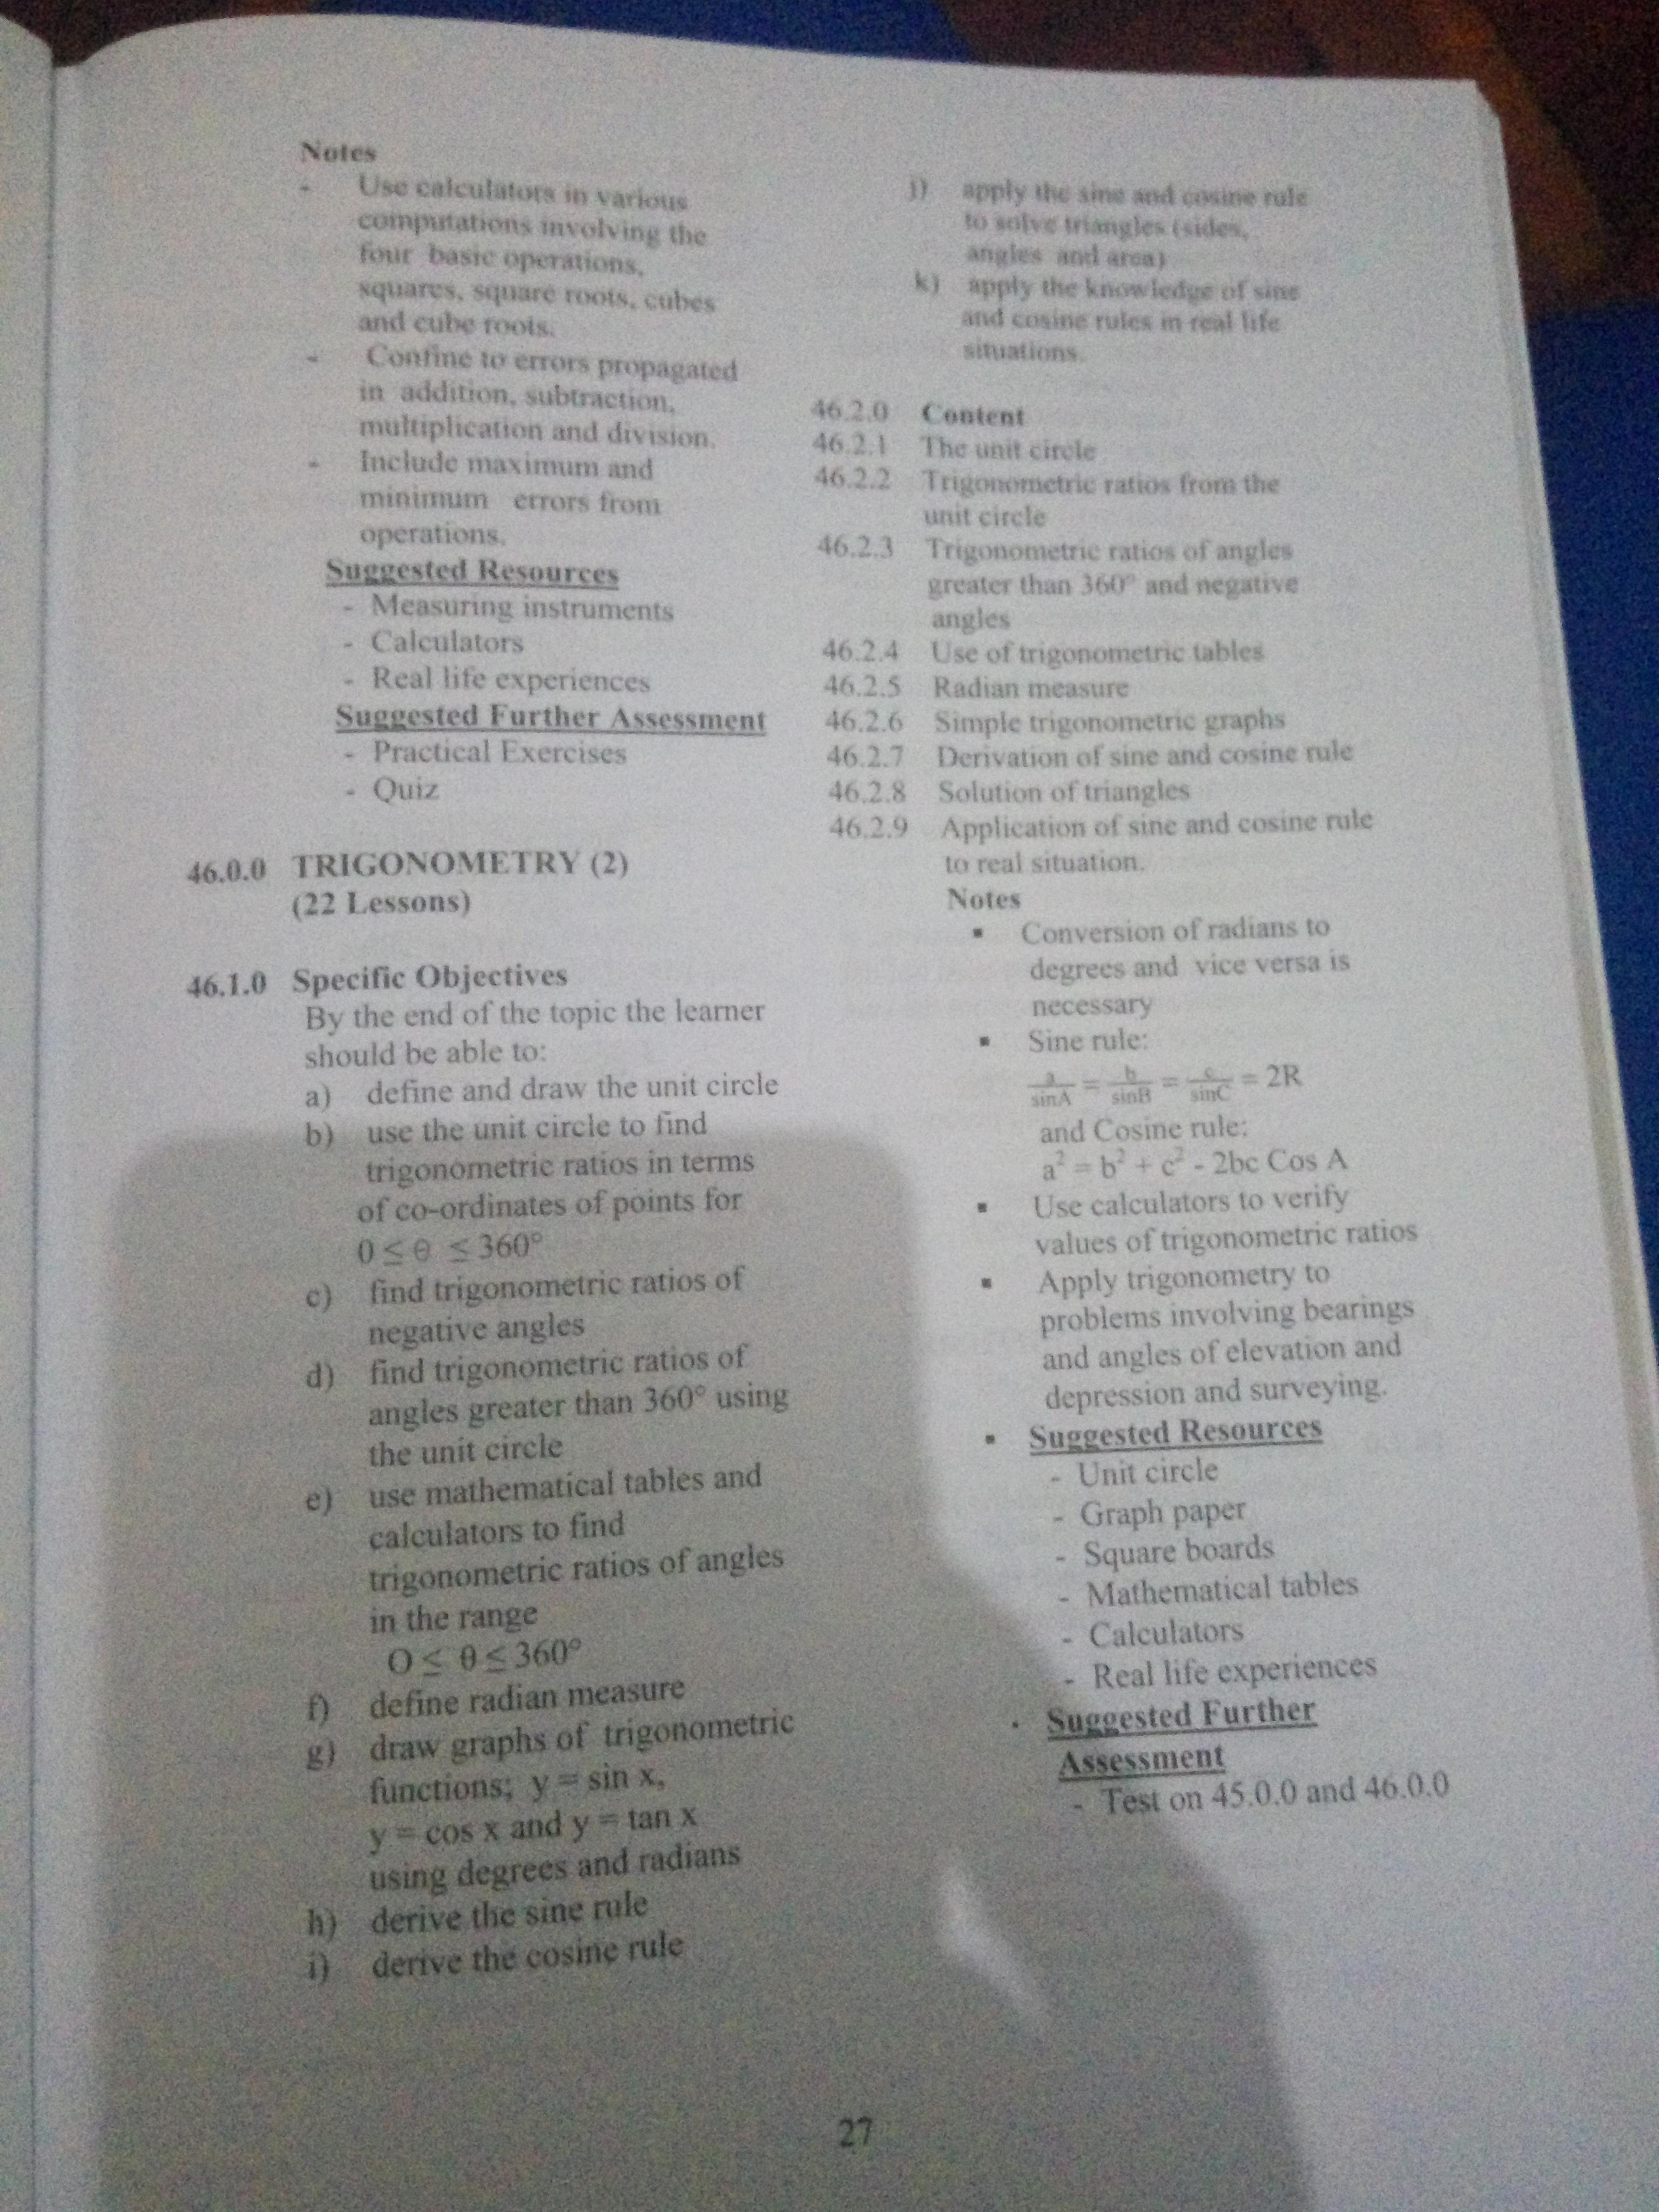 Notes
- Use calculators in various
computations involving the
four basic operations,
squares, square roots, cubes
and cube roots.
- Confine to errors propagated
in addition, subtraction,
multiplication and division.
- Include maximum and
minimum errors from
operations.
Suggested Resources
- Measuring instruments
- Calculators
- Real life experiences
Suggested Further Assessment
- Practical Exercises
- Quiz
46.0.0 TRIGONOMETRY (2)
(22 Lessons)
46.1.0 Specific Objectives
By the end of the topic the learner
should be able to:
a) define and draw the unit circle
b) use the unit circle to find
trigonometric ratios in terms
of co-ordinates of points for
0 ≤ θ ≤ 360°
c) find trigonometric ratios of
negative angles
d) find trigonometric ratios of
angles greater than 360° using
the unit circle
e) use mathematical tables and
calculators to find
trigonometric ratios of angles
in the range
O ≤ θ ≤ 360°
f) define radian measure
g) draw graphs of trigonometric
functions; y = sin x,
y = cos x and y = tan x
using degrees and radians
h) derive the sine rule
i) derive the cosine rule
j) apply the sine and cosine rule
to solve triangles (sides,
angles and area)
k) apply the knowledge of sine
and cosine rules in real life
situations.
46.2.0 Content
46.2.1 The unit circle
46.2.2 Trigonometric ratios from the
unit circle
46.2.3 Trigonometric ratios of angles
greater than 360° and negative
angles
46.2.4 Use of trigonometric tables
46.2.5 Radian measure
46.2.6 Simple trigonometric graphs
46.2.7 Derivation of sine and cosine rule
46.2.8 Solution of triangles
46.2.9 Application of sine and cosine rule
to real situation.
Notes
▪ Conversion of radians to
degrees and vice versa is
necessary
▪ Sine rule:
a/sinA = b/sinB = c/sinC = 2R
and Cosine rule:
a² = b² + c² - 2bc Cos A
▪ Use calculators to verify
values of trigonometric ratios
▪ Apply trigonometry to
problems involving bearings
and angles of elevation and
depression and surveying.
▪ Suggested Resources
- Unit circle
- Graph paper
- Square boards
- Mathematical tables
- Calculators
- Real life experiences
▪ Suggested Further
Assessment
- Test on 45.0.0 and 46.0.0
27